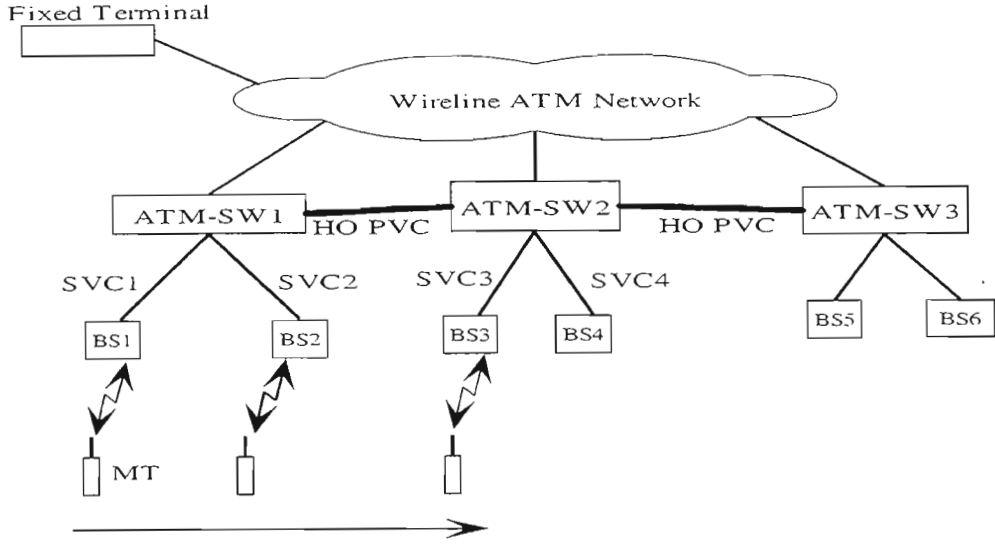 Fixed Terminal
Wireline ATM Network
ATM-SW1
ATM-SW2
ATM-SW3
HO PVC
HO PVC
SVC1
SVC2
SVC3
SVC4
BS1
BS2
BS3
BS4
BS5
BS6
MT